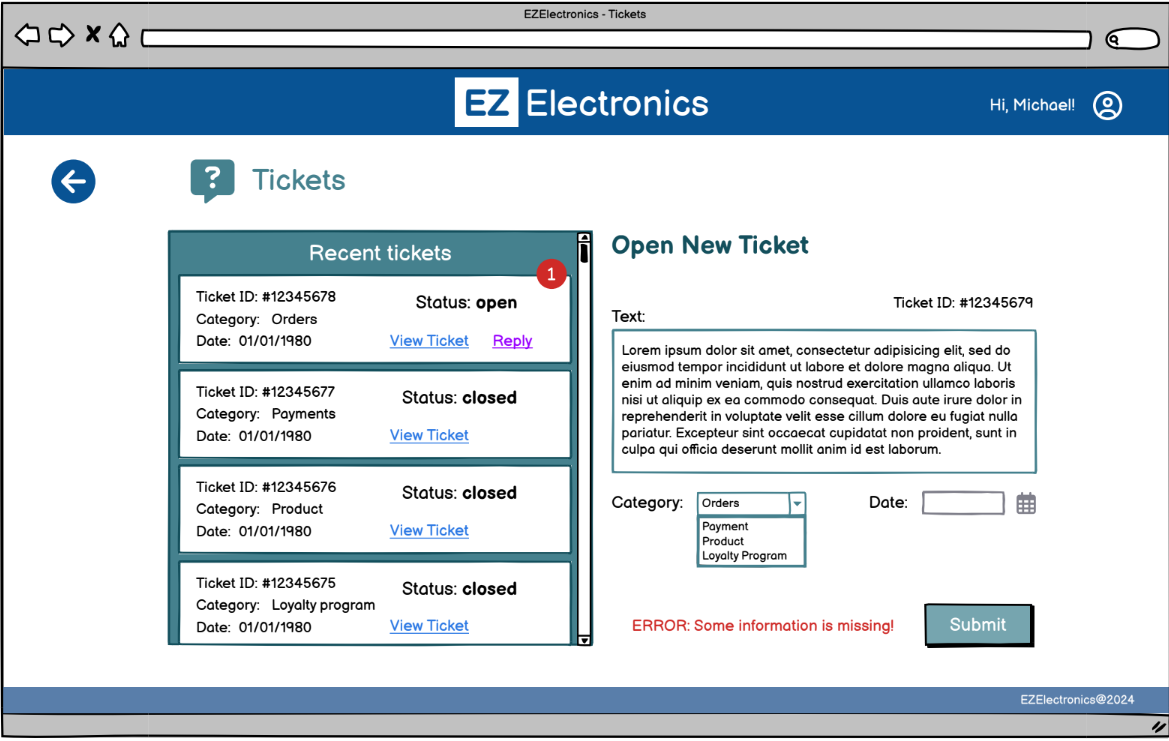 EZElectronics - Tickets
EZ Electronics
Hi, Michael!
? Tickets
Recent tickets
1
Ticket ID: #12345678
Status: open
Category: Orders
Date: 01/01/1980
View Ticket Reply
Ticket ID: #12345677
Status: closed
Category: Payments
Date: 01/01/1980
View Ticket
Ticket ID: #12345676
Status: closed
Category: Product
Date: 01/01/1980
View Ticket
Ticket ID: #12345675
Status: closed
Category: Loyalty program
Date: 01/01/1980
View Ticket
Open New Ticket
Ticket ID: #12345679
Text:
Lorem ipsum dolor sit amet, consectetur adipisicing elit, sed do
eiusmod tempor incididunt ut labore et dolore magna aliqua. Ut
enim ad minim veniam, quis nostrud exercitation ullamco laboris
nisi ut aliquip ex ea commodo consequat. Duis aute irure dolor in
reprehenderit in voluptate velit esse cillum dolore eu fugiat nulla
pariatur. Excepteur sint occaecat cupidatat non proident, sunt in
culpa qui officia deserunt mollit anim id est laborum.
Category: Orders
Date:
Payment
Product
Loyalty Program
ERROR: Some information is missing!
Submit
EZElectronics@2024